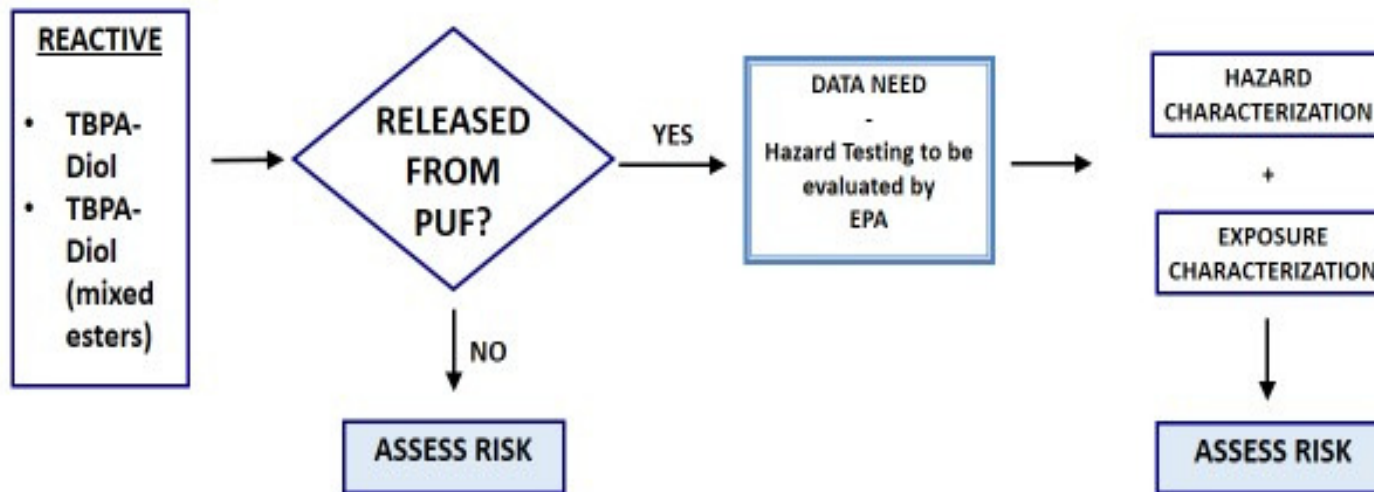 REACTIVE
• TBPA-
Diol
• TBPA-
Diol
(mixed
esters)
RELEASED
FROM
PUF?
YES
NO
ASSESS RISK
DATA NEED
-
Hazard Testing to be
evaluated by
EPA
HAZARD
CHARACTERIZATION
+
EXPOSURE
CHARACTERIZATION
ASSESS RISK